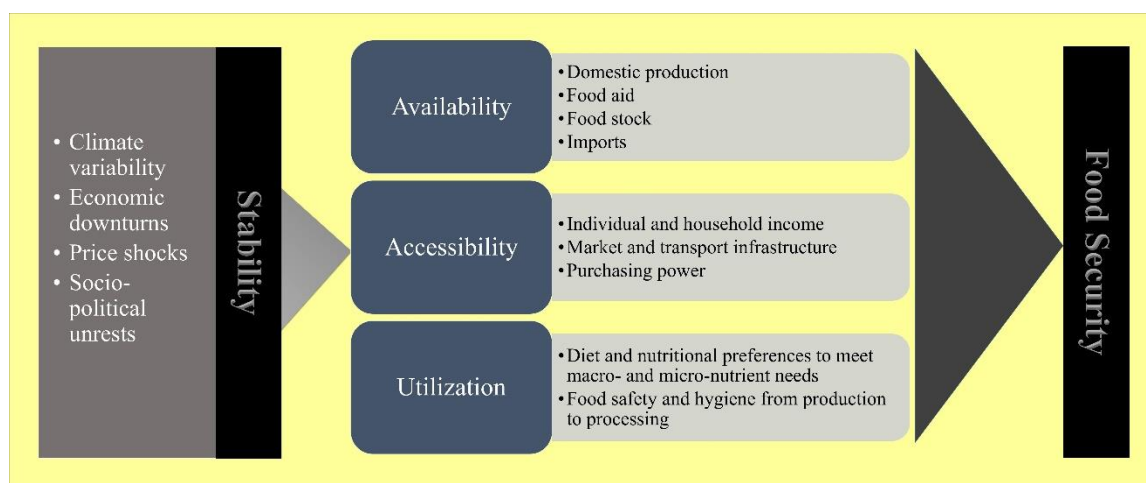 • Climate
variability
• Economic
downturns
• Price shocks
• Socio-
political
unrests
Stability
Availability
• Domestic production
• Food aid
• Food stock
• Imports
Accessibility
• Individual and household income
• Market and transport infrastructure
• Purchasing power
Utilization
• Diet and nutritional preferences to meet
macro- and micro-nutrient needs
• Food safety and hygiene from production
to processing
Food Security